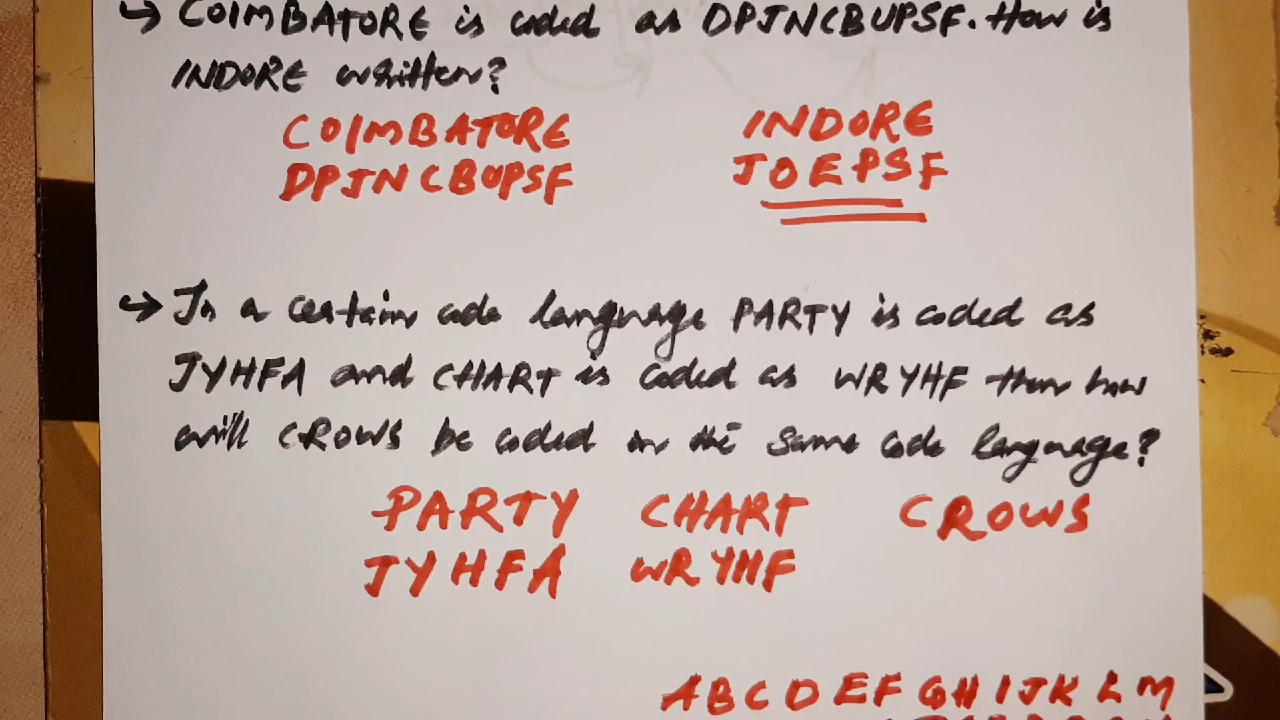 → COIMBATORE is coded as DPJNCBUPSF. How is
INDORE written?
COIMBATORE INDORE
DPJNCBUPSF JOEPSF
→ In a certain code language PARTY is coded as
JYHFA and CHART is coded as WRYHF then how
will CROWS be coded in the same code language?
PARTY CHART CROWS
JYHFA WRYHF
ABCDEFGHIJKLM